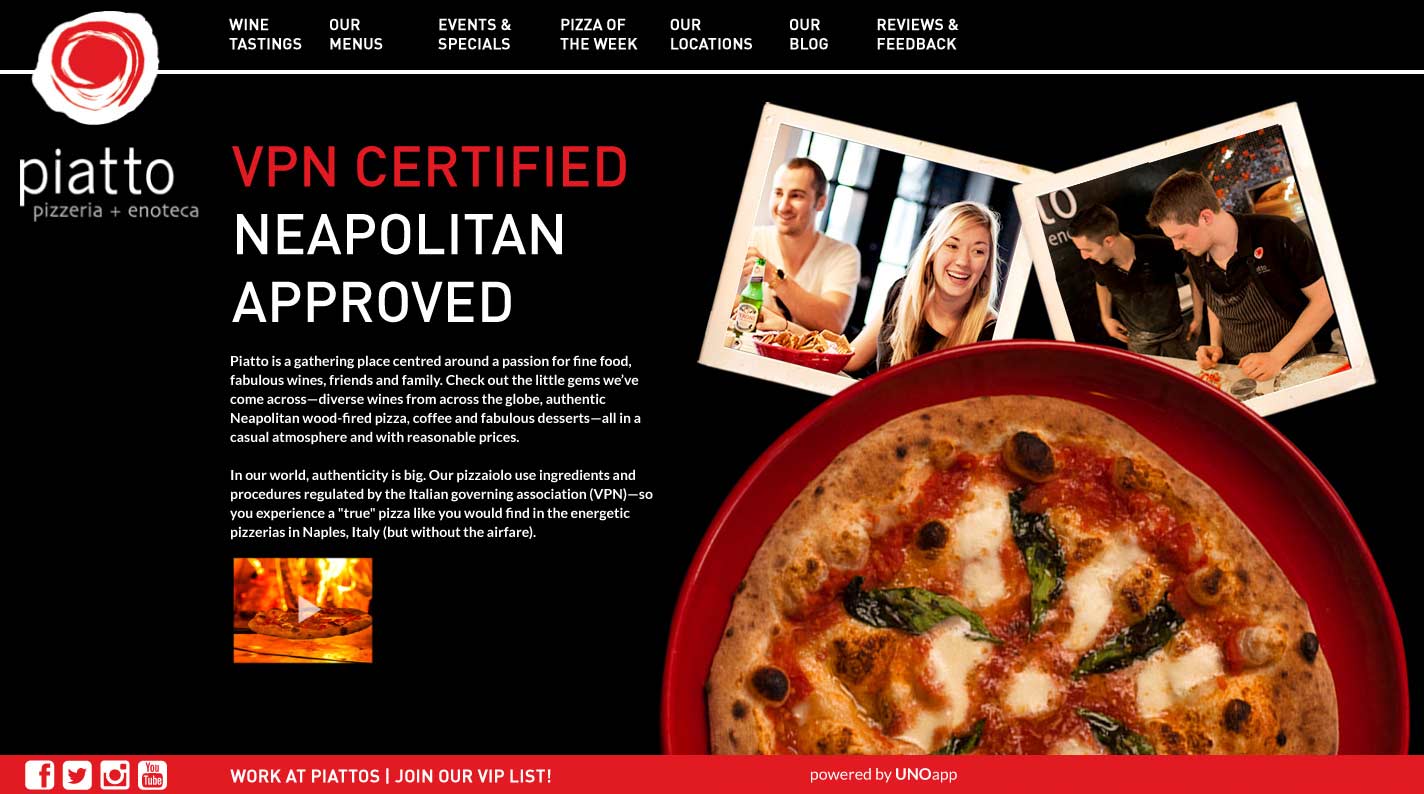 WINE TASTINGS
OUR MENUS
EVENTS & SPECIALS
PIZZA OF THE WEEK
OUR LOCATIONS
OUR BLOG
REVIEWS & FEEDBACK
piatto
pizzeria + enoteca
VPN CERTIFIED
NEAPOLITAN
APPROVED
Piatto is a gathering place centred around a passion for fine food,
fabulous wines, friends and family. Check out the little gems we've
come across—diverse wines from across the globe, authentic
Neapolitan wood-fired pizza, coffee and fabulous desserts—all in a
casual atmosphere and with reasonable prices.
In our world, authenticity is big. Our pizzaiolo use ingredients and
procedures regulated by the Italian governing association (VPN)—so
you experience a "true" pizza like you would find in the energetic
pizzerias in Naples, Italy (but without the airfare).
You Tube
WORK AT PIATTOS | JOIN OUR VIP LIST!
powered by UNOapp